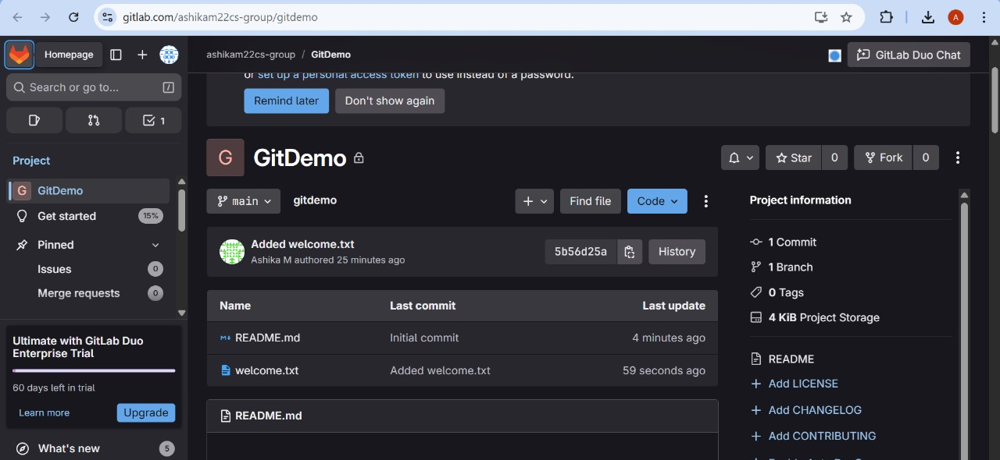 gitlab.com/ashikam22cs-group/gitdemo
A
Homepage
ashikam22cs-group / GitDemo
GitLab Duo Chat
Search or go to...
/
1
or set up a personal access token to use instead of a password.
Remind later
Don't show again
Project
G GitDemo
Get started 15%
Pinned
Issues 0
Merge requests 0
Ultimate with GitLab Duo
Enterprise Trial
60 days left in trial
Learn more
Upgrade
What's new 5
G
GitDemo
Star 0
Fork 0
main
gitdemo
Find file
Code
Added welcome.txt
Ashika M authored 25 minutes ago
5b56d25a
History
Name Last commit Last update
README.md Initial commit 4 minutes ago
welcome.txt Added welcome.txt 59 seconds ago
README.md
Project information
1 Commit
1 Branch
0 Tags
4 KiB Project Storage
README
Add LICENSE
Add CHANGELOG
Add CONTRIBUTING